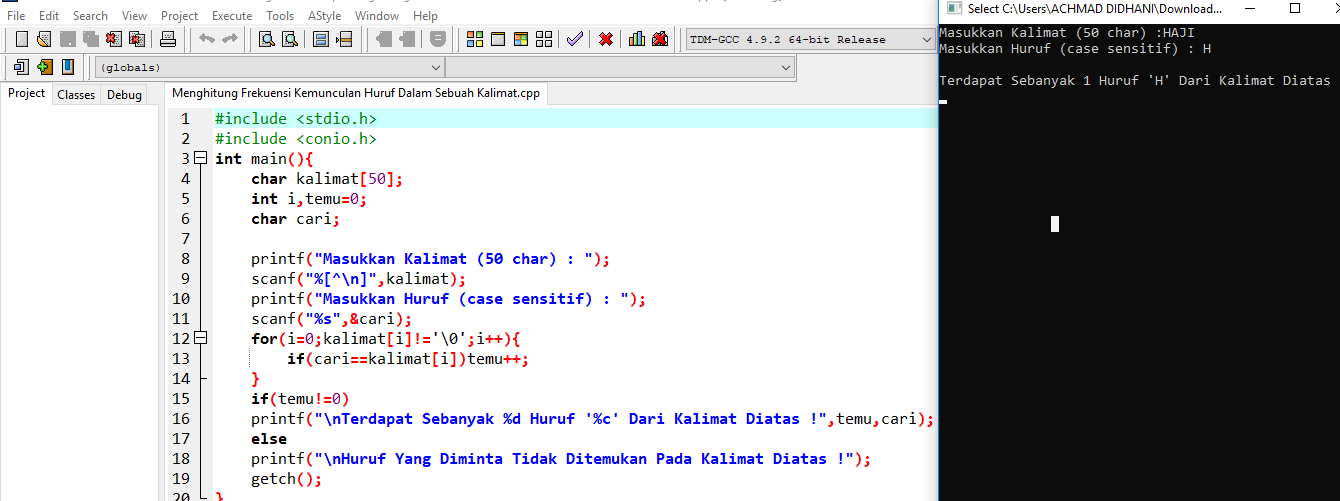 File Edit Search View Project Execute Tools AStyle Window Help
TDM-GCC 4.9.2 64-bit Release
(globals)
Project Classes Debug
Menghitung Frekuensi Kemunculan Huruf Dalam Sebuah Kalimat.cpp
1 #include <stdio.h>
2 #include <conio.h>
3 int main(){
4 char kalimat[50];
5 int i,temu=0;
6 char cari;
7
8 printf("Masukkan Kalimat (50 char) : ");
9 scanf("%[^\n]",kalimat);
10 printf("Masukkan Huruf (case sensitif) : ");
11 scanf("%s",&cari);
12 for(i=0;kalimat[i]!='\0';i++){
13 if(cari==kalimat[i])temu++;
14 }
15 if(temu!=0)
16 printf("\nTerdapat Sebanyak %d Huruf '%c' Dari Kalimat Diatas !",temu,cari);
17 else
18 printf("\nHuruf Yang Diminta Tidak Ditemukan Pada Kalimat Diatas !");
19 getch();
20 }
Select C:\Users\ACHMAD DIDHANI\Download...
Masukkan Kalimat (50 char) :HAJI
Masukkan Huruf (case sensitif) : H
Terdapat Sebanyak 1 Huruf 'H' Dari Kalimat Diatas